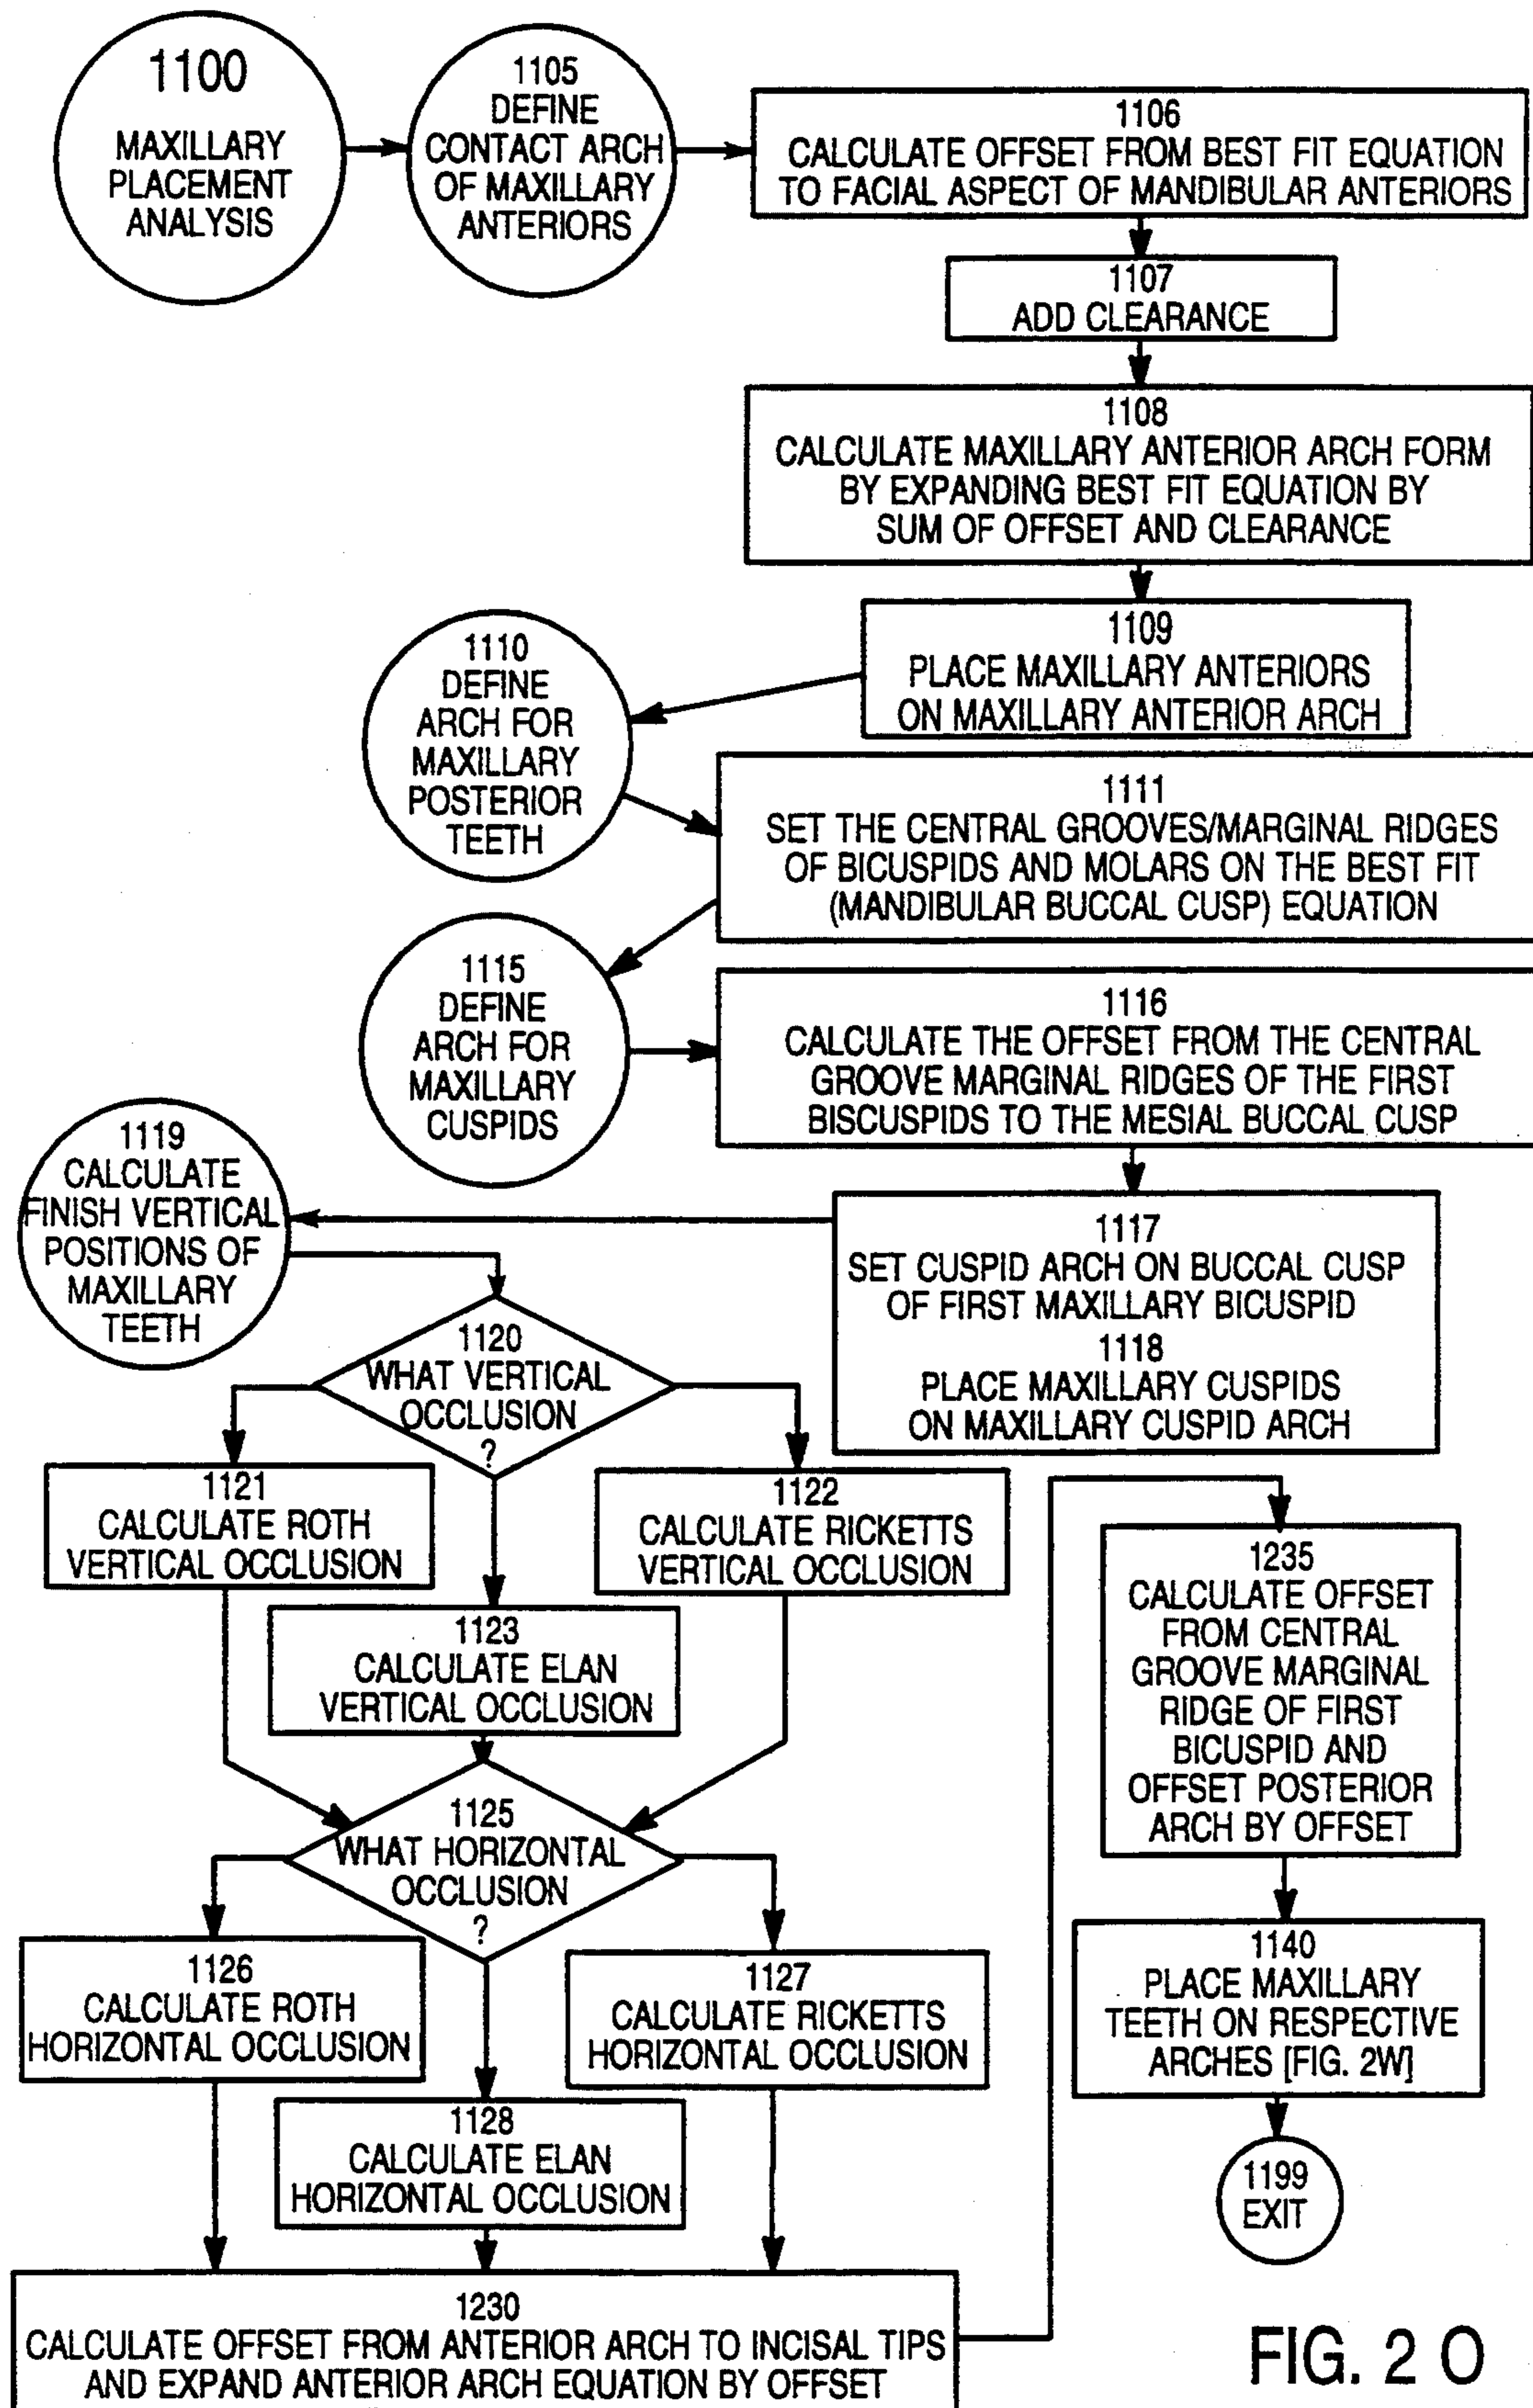 1100
MAXILLARY
PLACEMENT
ANALYSIS
1105
DEFINE
CONTACT ARCH
OF MAXILLARY
ANTERIORS
1106
CALCULATE OFFSET FROM BEST FIT EQUATION
TO FACIAL ASPECT OF MANDIBULAR ANTERIORS
1107
ADD CLEARANCE
1108
CALCULATE MAXILLARY ANTERIOR ARCH FORM
BY EXPANDING BEST FIT EQUATION BY
SUM OF OFFSET AND CLEARANCE
1109
PLACE MAXILLARY ANTERIORS
ON MAXILLARY ANTERIOR ARCH
1110
DEFINE
ARCH FOR
MAXILLARY
POSTERIOR
TEETH
1111
SET THE CENTRAL GROOVES/MARGINAL RIDGES
OF BICUSPIDS AND MOLARS ON THE BEST FIT
(MANDIBULAR BUCCAL CUSP) EQUATION
1115
DEFINE
ARCH FOR
MAXILLARY
CUSPIDS
1116
CALCULATE THE OFFSET FROM THE CENTRAL
GROOVE MARGINAL RIDGES OF THE FIRST
BISCUSPIDS TO THE MESIAL BUCCAL CUSP
1117
SET CUSPID ARCH ON BUCCAL CUSP
OF FIRST MAXILLARY BICUSPID
1118
PLACE MAXILLARY CUSPIDS
ON MAXILLARY CUSPID ARCH
1119
CALCULATE
FINISH VERTICAL
POSITIONS OF
MAXILLARY
TEETH
1120
WHAT VERTICAL
OCCLUSION
?
1121
CALCULATE ROTH
VERTICAL OCCLUSION
1122
CALCULATE RICKETTS
VERTICAL OCCLUSION
1123
CALCULATE ELAN
VERTICAL OCCLUSION
1125
WHAT HORIZONTAL
OCCLUSION
?
1126
CALCULATE ROTH
HORIZONTAL OCCLUSION
1127
CALCULATE RICKETTS
HORIZONTAL OCCLUSION
1128
CALCULATE ELAN
HORIZONTAL OCCLUSION
1230
CALCULATE OFFSET FROM ANTERIOR ARCH TO INCISAL TIPS
AND EXPAND ANTERIOR ARCH EQUATION BY OFFSET
1235
CALCULATE OFFSET
FROM CENTRAL
GROOVE MARGINAL
RIDGE OF FIRST
BICUSPID AND
OFFSET POSTERIOR
ARCH BY OFFSET
1140
PLACE MAXILLARY
TEETH ON RESPECTIVE
ARCHES [FIG. 2W]
1199
EXIT
FIG. 2 O